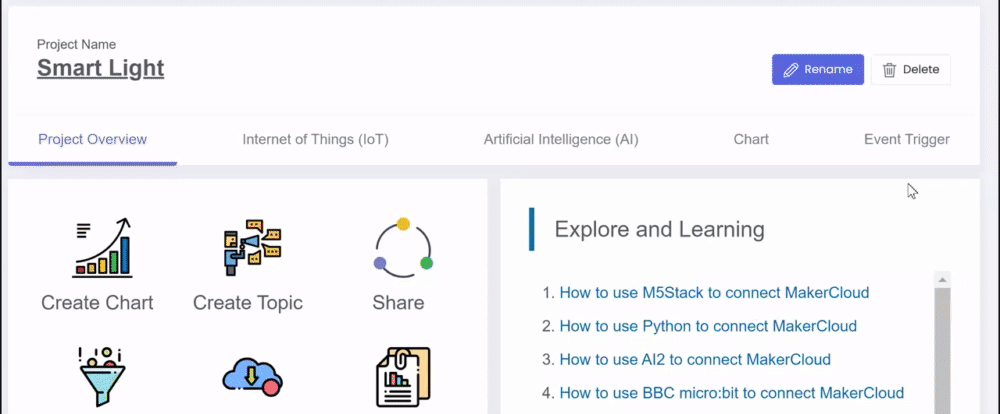 Project Name
Smart Light
Rename
Delete
Project Overview
Internet of Things (IoT)
Artificial Intelligence (AI)
Chart
Event Trigger
Create Chart
Create Topic
Share
Explore and Learning
1. How to use M5Stack to connect MakerCloud
2. How to use Python to connect MakerCloud
3. How to use AI2 to connect MakerCloud
4. How to use BBC micro:bit to connect MakerCloud